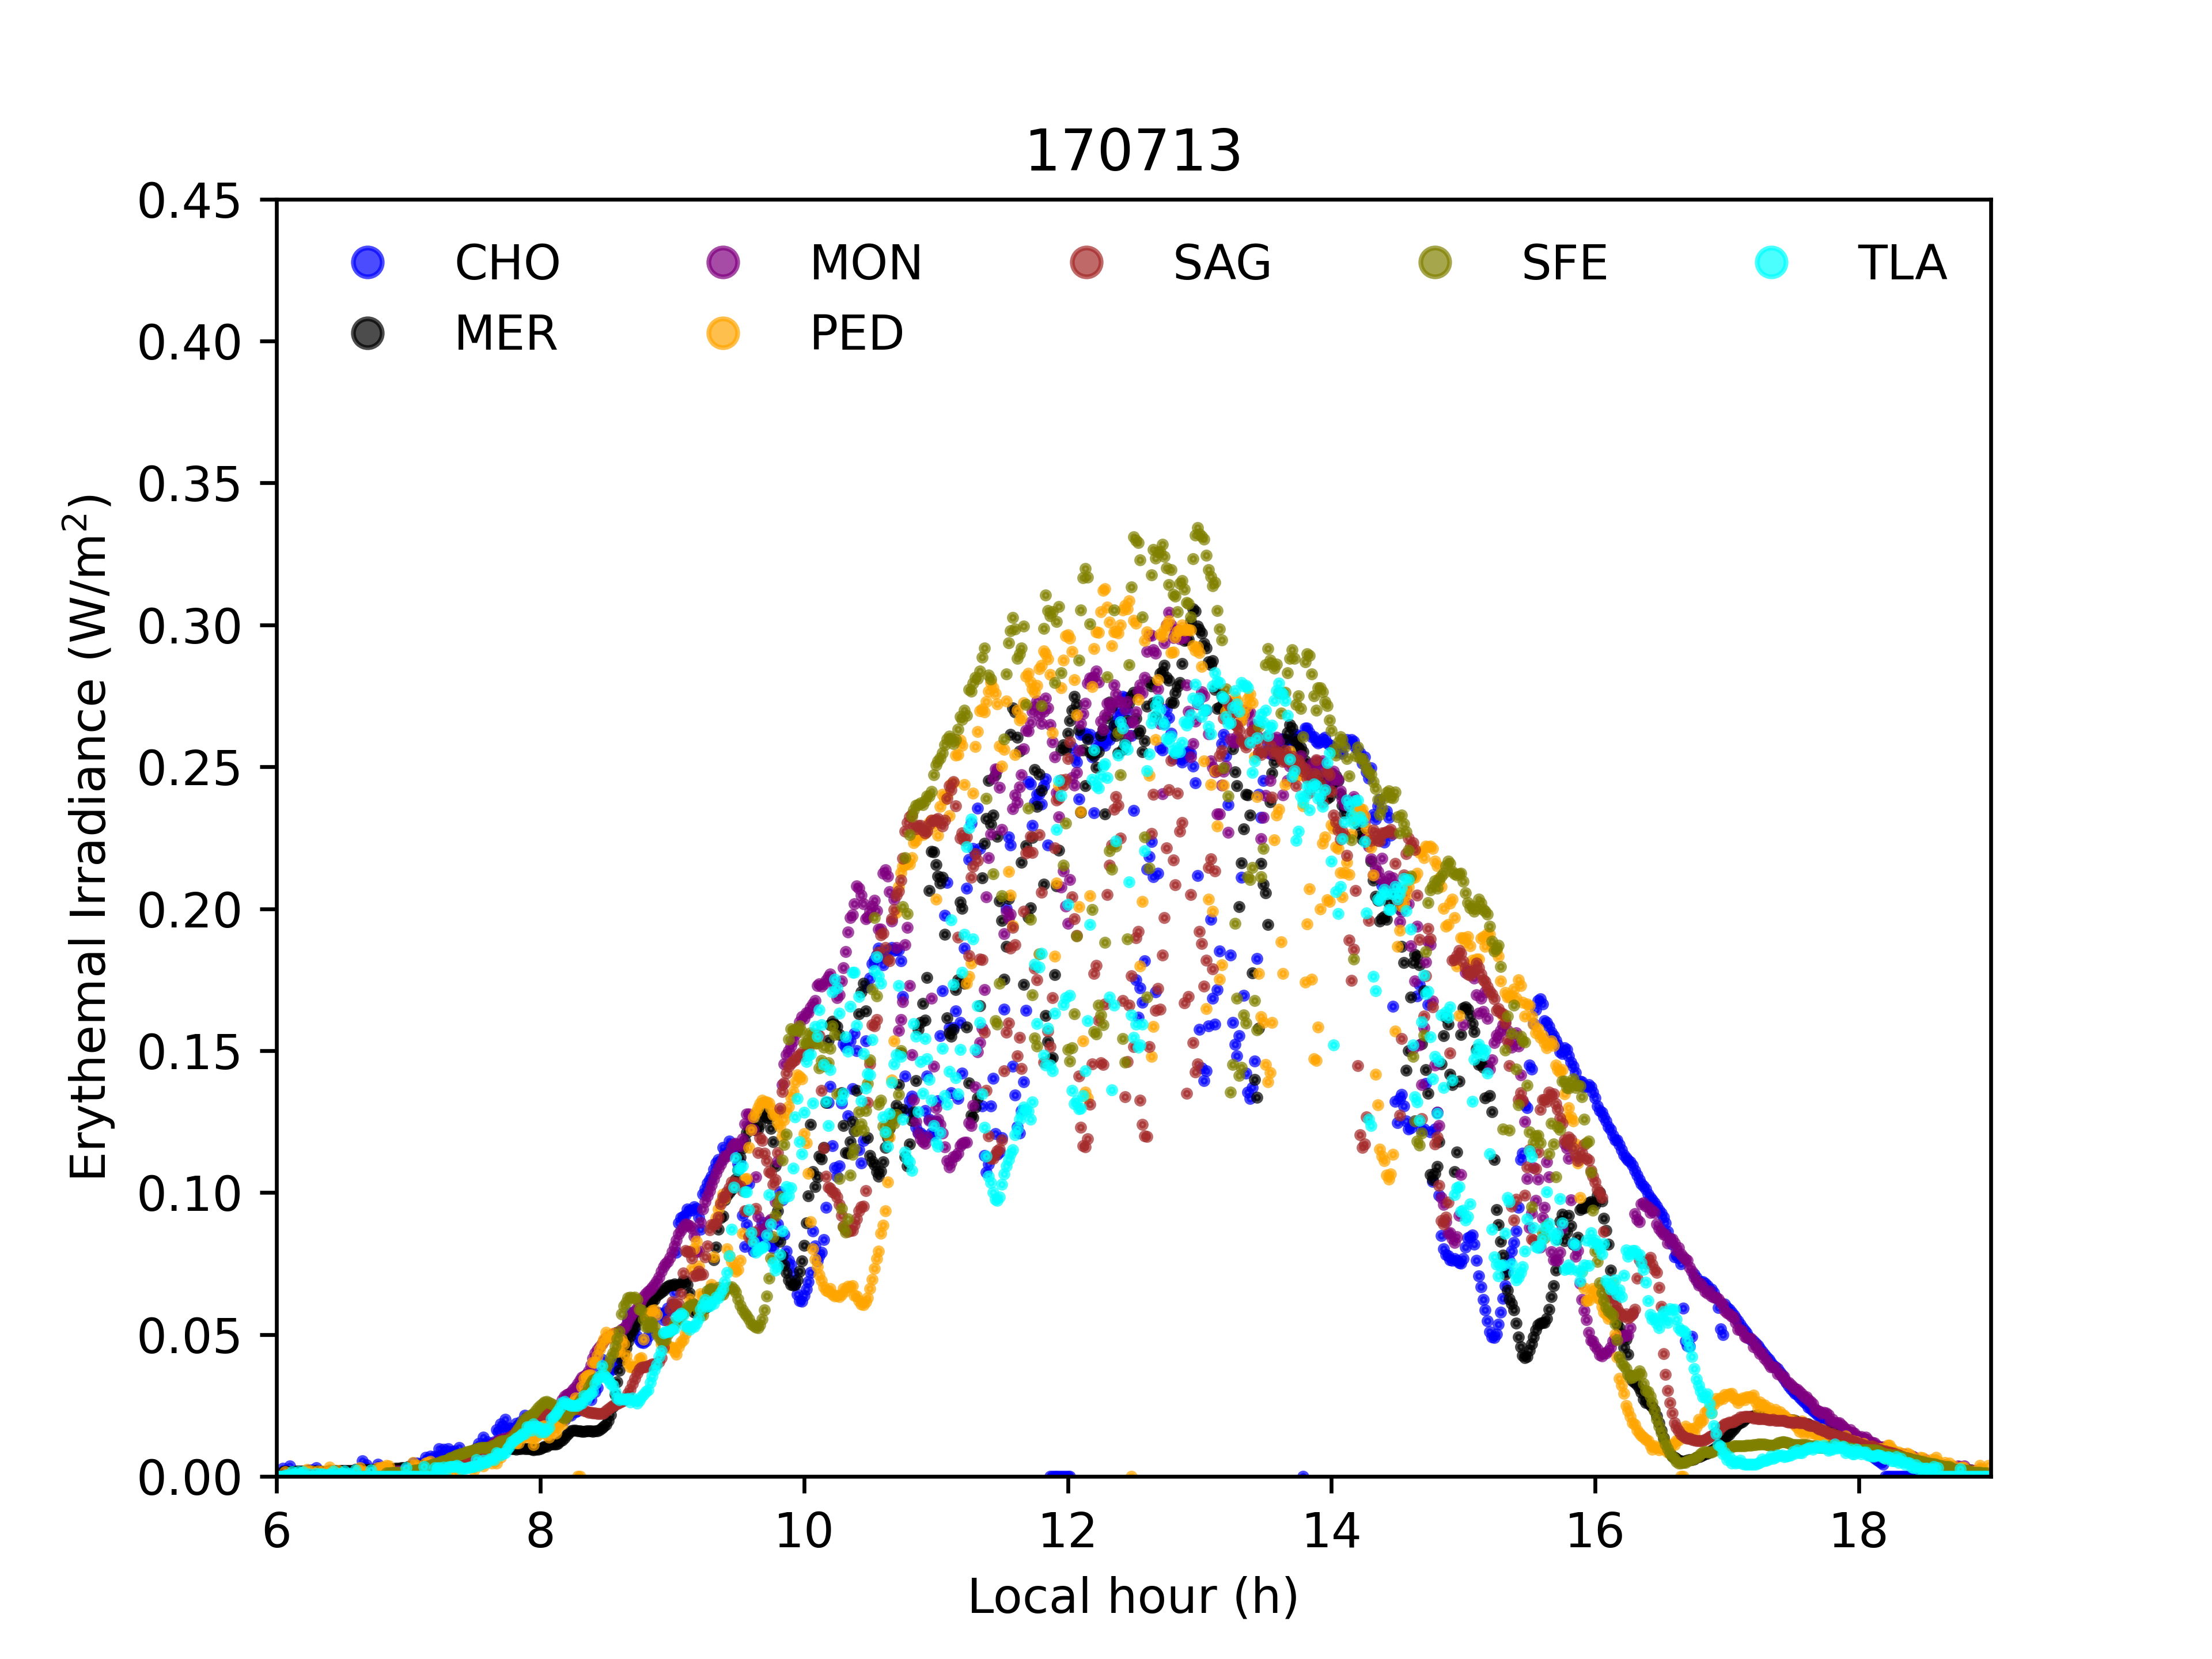 170713
0.45
0.40
0.35
0.30
0.25
0.20
0.15
0.10
0.05
0.00
Erythemal Irradiance (W/m²)
CHO MON SAG SFE TLA
MER PED
6 8 10 12 14 16 18
Local hour (h)